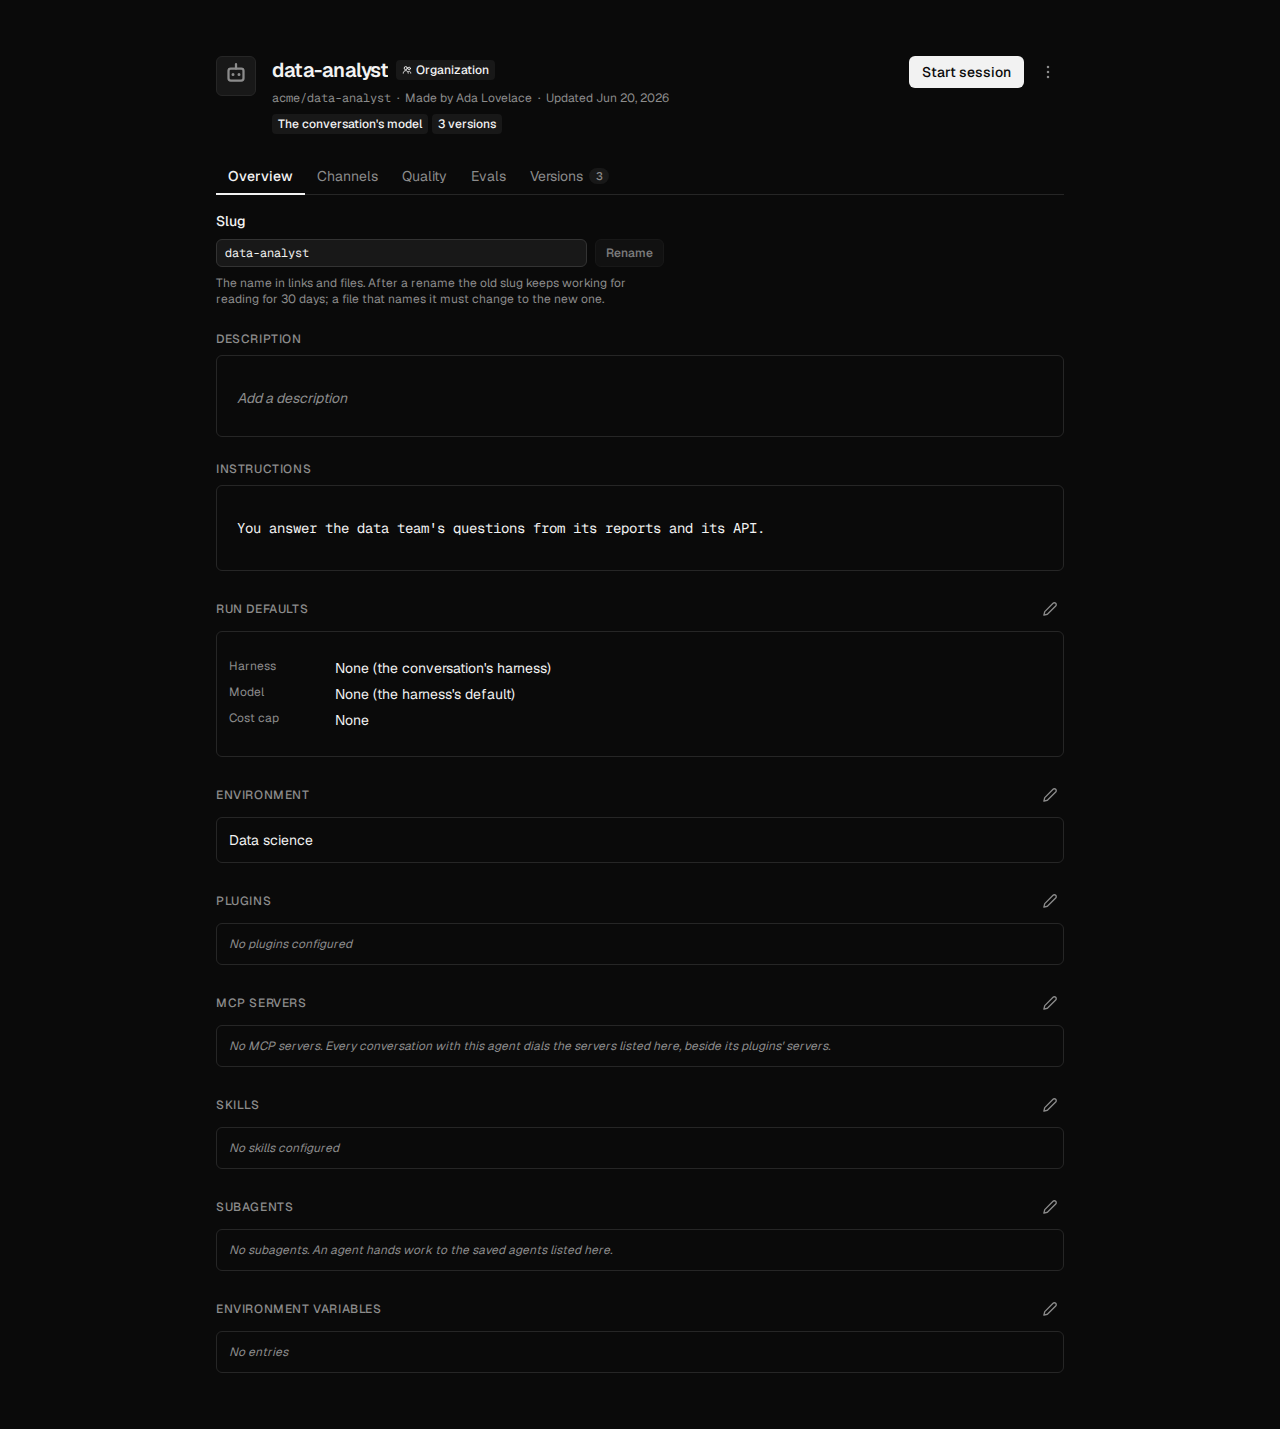 data-analyst
Organization
Start session
acme/data-analyst · Made by Ada Lovelace · Updated Jun 20, 2026
The conversation's model
3 versions
Overview
Channels
Quality
Evals
Versions 3
Slug
data-analyst
Rename
The name in links and files. After a rename the old slug keeps working for
reading for 30 days; a file that names it must change to the new one.
DESCRIPTION
Add a description
INSTRUCTIONS
You answer the data team's questions from its reports and its API.
RUN DEFAULTS
Harness
None (the conversation's harness)
Model
None (the harness's default)
Cost cap
None
ENVIRONMENT
Data science
PLUGINS
No plugins configured
MCP SERVERS
No MCP servers. Every conversation with this agent dials the servers listed here, beside its plugins' servers.
SKILLS
No skills configured
SUBAGENTS
No subagents. An agent hands work to the saved agents listed here.
ENVIRONMENT VARIABLES
No entries